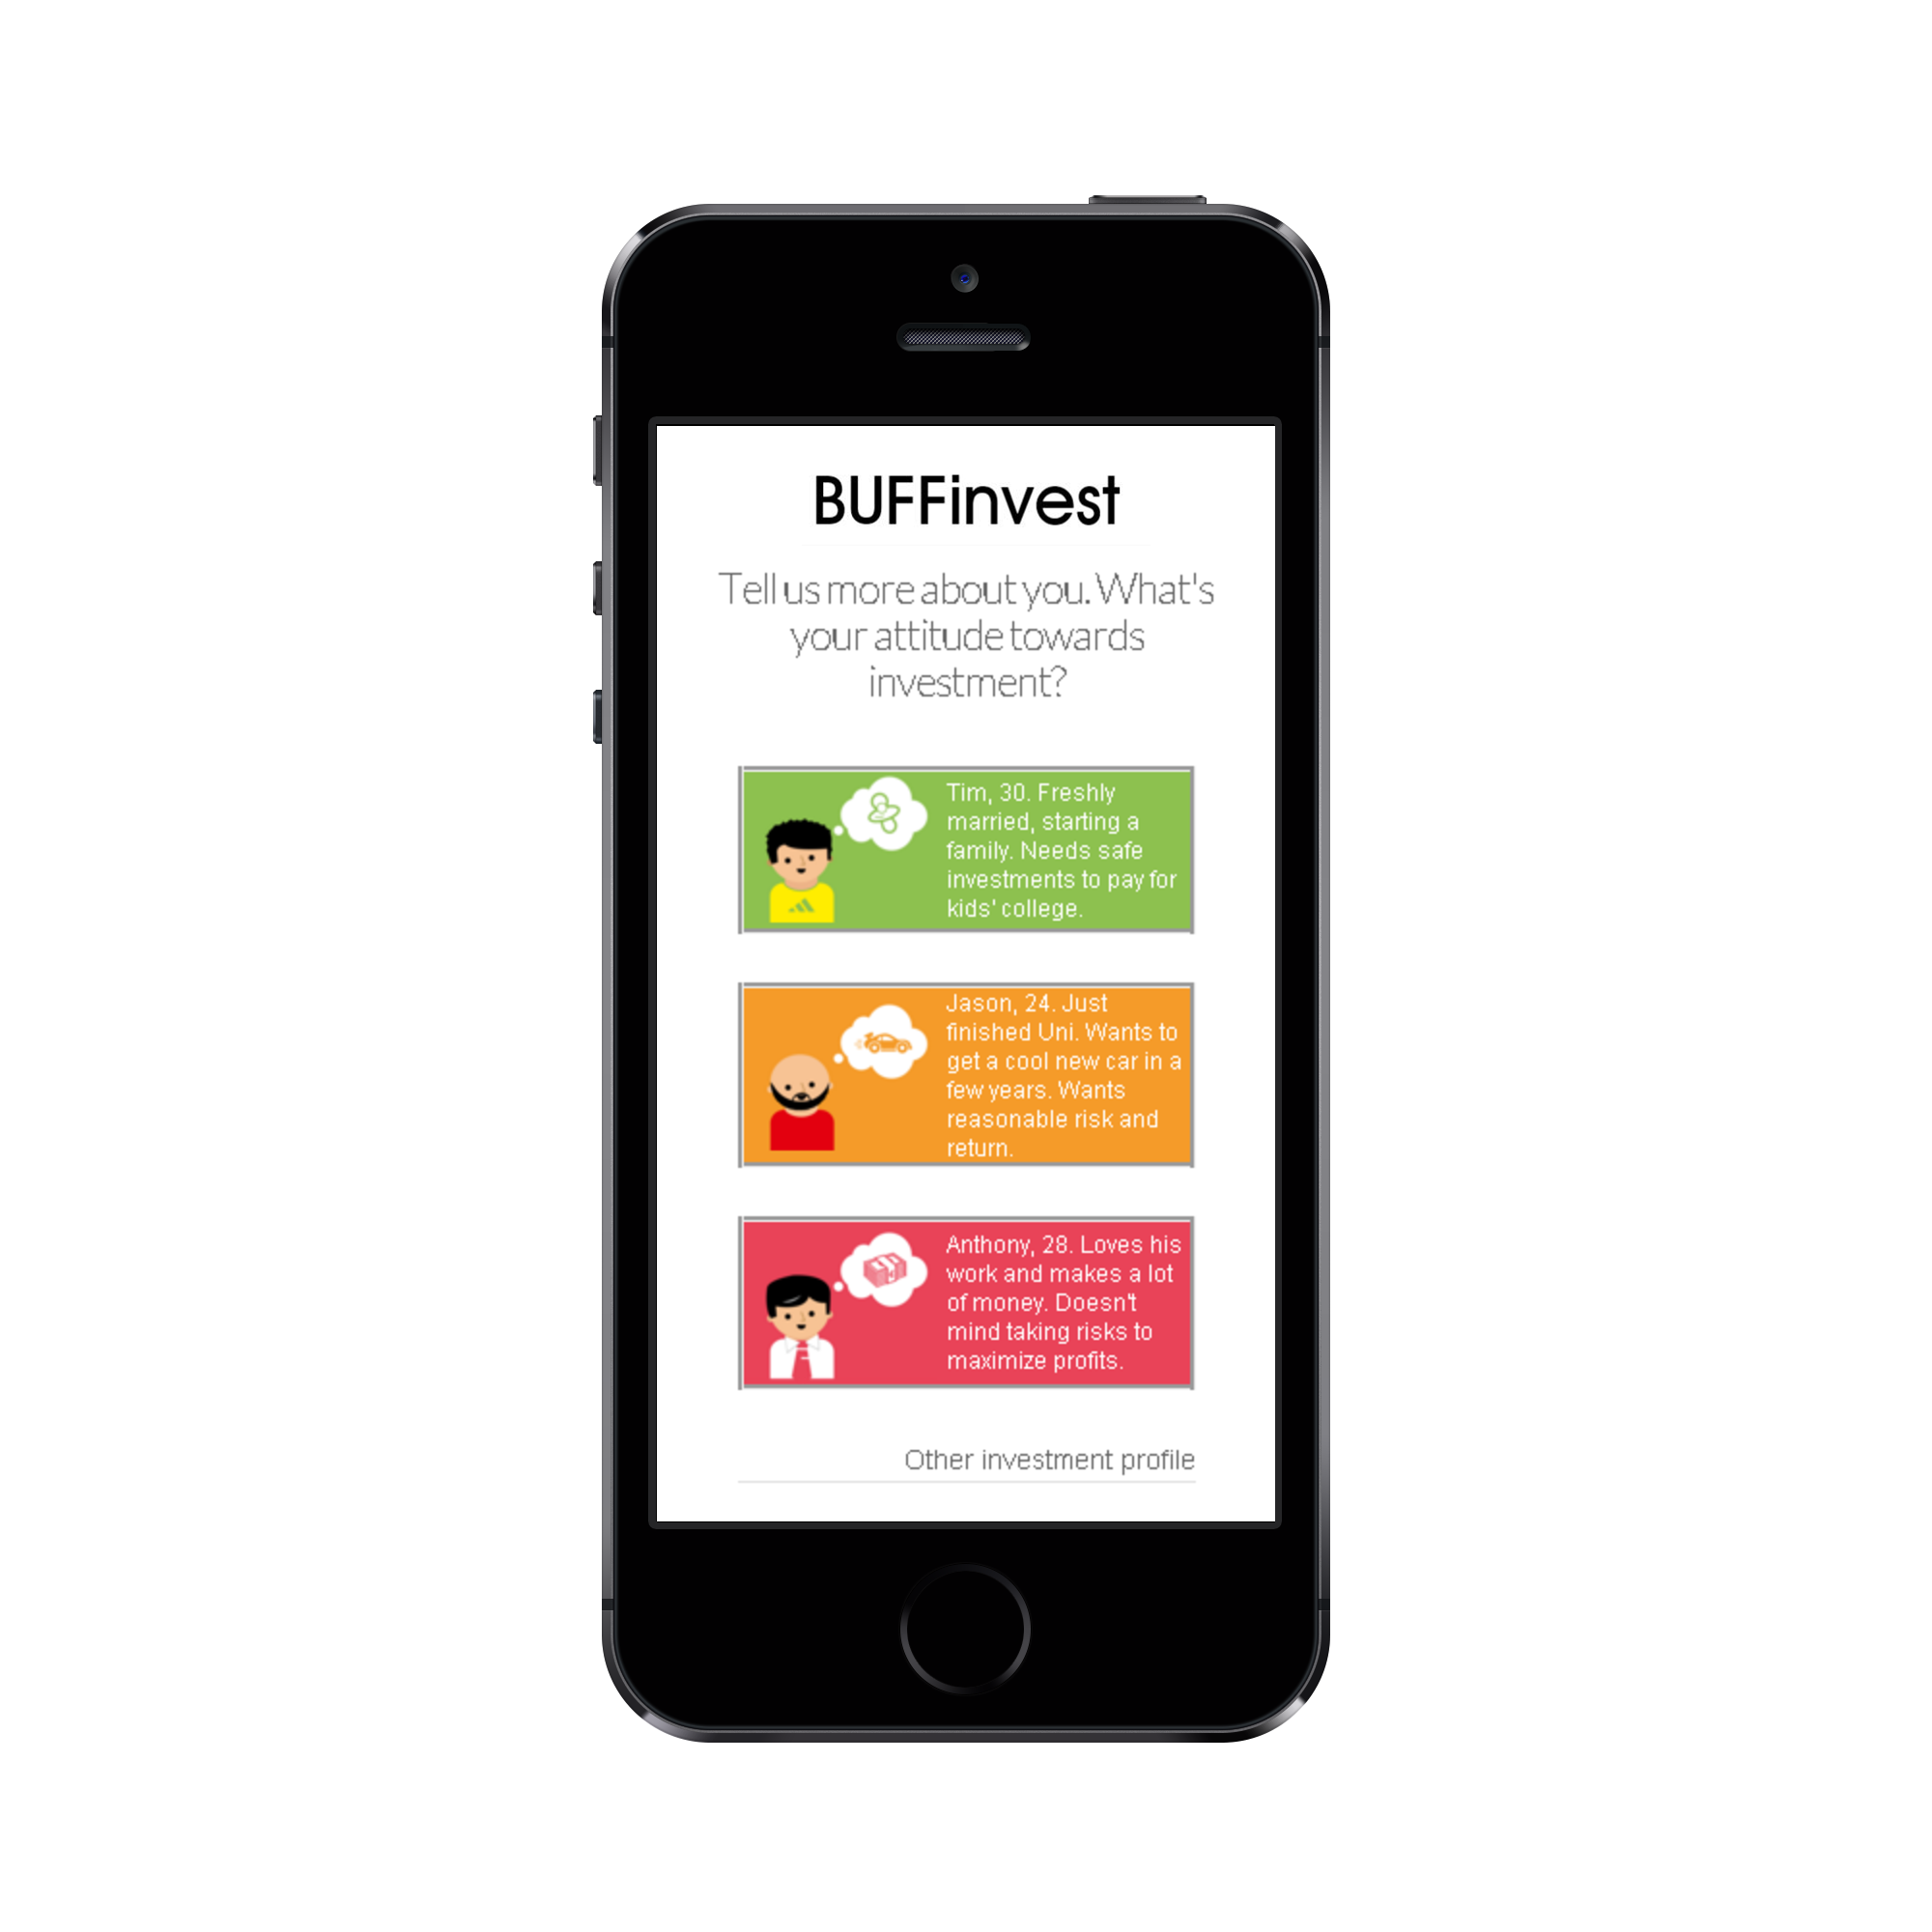 BUFFinvest
Tell us more about you. What's
your attitude towards
investment?
Tim, 30. Freshly
married, starting a
family. Needs safe
investments to pay for
kids' college.
Jason, 24. Just
finished Uni. Wants to
get a cool new car in a
few years. Wants
reasonable risk and
return.
Anthony, 28. Loves his
work and makes a lot
of money. Doesn't
mind taking risks to
maximize profits.
Other investment profile